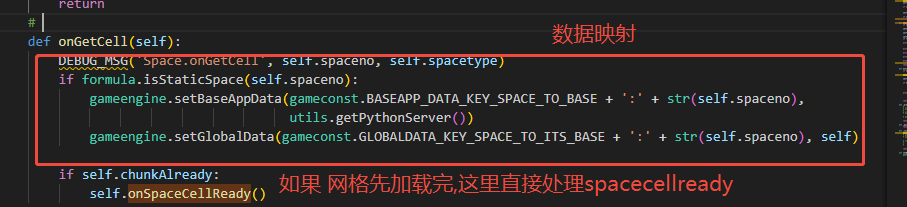 return
# 
def onGetCell(self):
数据映射
DEBUG_MSG('Space.onGetCell', self.spaceno, self.spacetype)
if formula.isStaticSpace(self.spaceno):
gameengine.setBaseAppData(gameconst.BASEAPP_DATA_KEY_SPACE_TO_BASE + ':' + str(self.spaceno),
utils.getPythonServer())
gameengine.setGlobalData(gameconst.GLOBALDATA_KEY_SPACE_TO_ITS_BASE + ':' + str(self.spaceno), self)
if self.chunkAlready:
如果 网格先加载完,这里直接处理spacecellready
self.onSpaceCellReady()